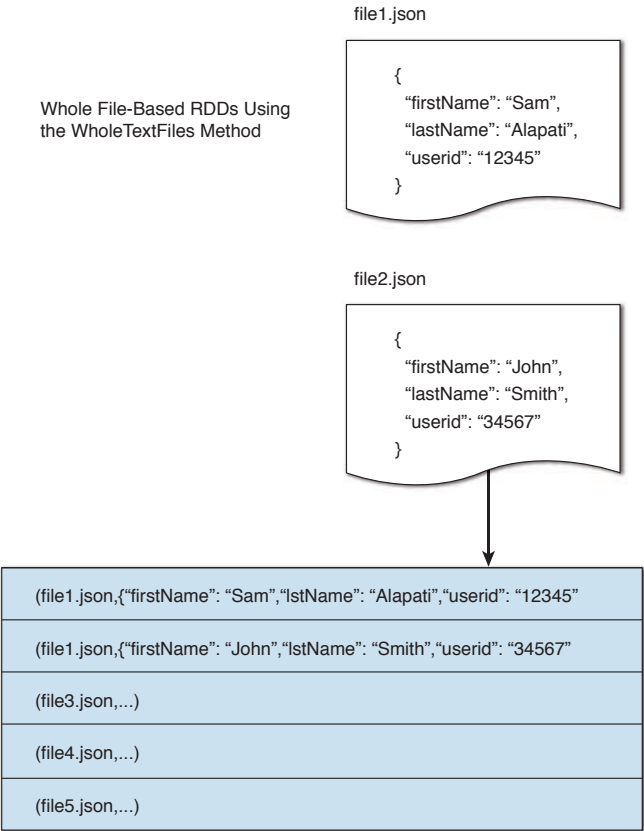 file1.json
Whole File-Based RDDs Using
the WholeTextFiles Method
{
“firstName”: “Sam”,
“lastName”: “Alapati”,
“userid”: “12345”
}
file2.json
{
“firstName”: “John”,
“lastName”: “Smith”,
“userid”: “34567”
}
(file1.json,{“firstName”: “Sam”,“lstName”: “Alapati”,“userid”: “12345”
(file1.json,{“firstName”: “John”,“lstName”: “Smith”,“userid”: “34567”
(file3.json,...)
(file4.json,...)
(file5.json,...)